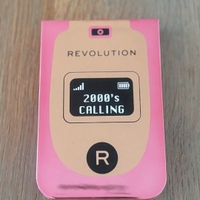 REVOLUTION
2000's
CALLING
R